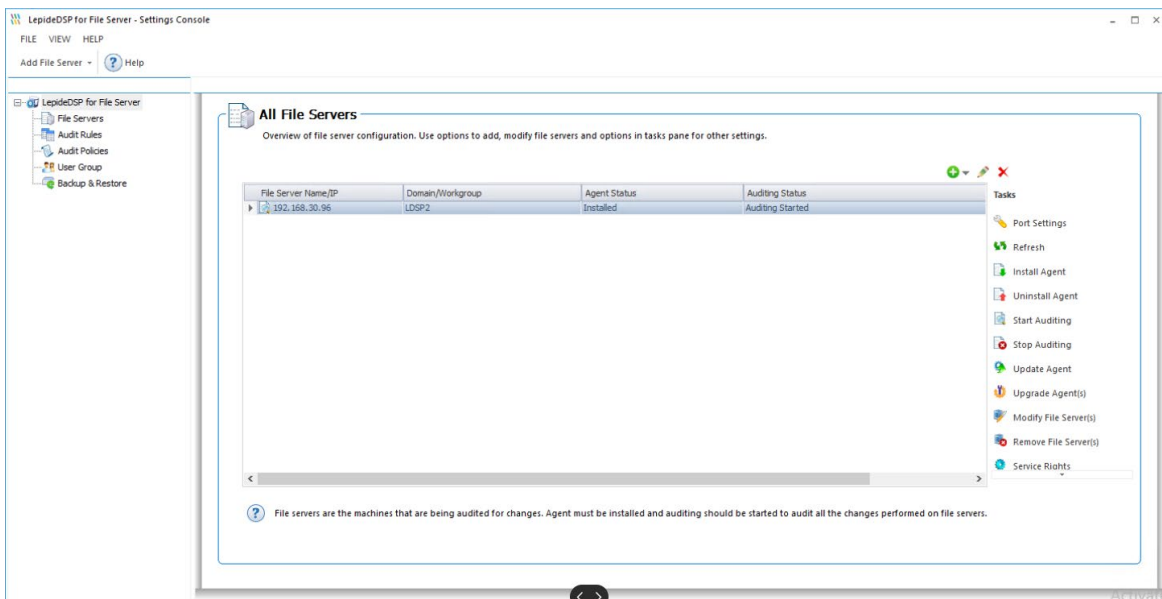 LepideDSP for File Server - Settings Console
FILE VIEW HELP
Add File Server Help
LepideDSP for File Server
File Servers
Audit Rules
Audit Policies
User Group
Backup & Restore
All File Servers
Overview of file server configuration. Use options to add, modify file servers and options in tasks pane for other settings.
File Server Name/IP Domain/Workgroup Agent Status Auditing Status
192.168.30.96 LDSP2 Installed Auditing Started
Tasks
Port Settings
Refresh
Install Agent
Uninstall Agent
Start Auditing
Stop Auditing
Update Agent
Upgrade Agent(s)
Modify File Server(s)
Remove File Server(s)
Service Rights
File servers are the machines that are being audited for changes. Agent must be installed and auditing should be started to audit all the changes performed on file servers.